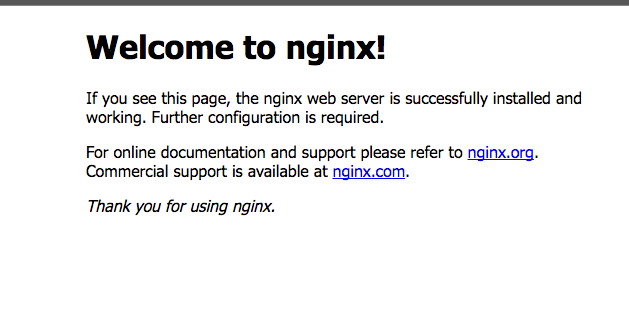 Welcome to nginx!
If you see this page, the nginx web server is successfully installed and
working. Further configuration is required.
For online documentation and support please refer to nginx.org.
Commercial support is available at nginx.com.
Thank you for using nginx.